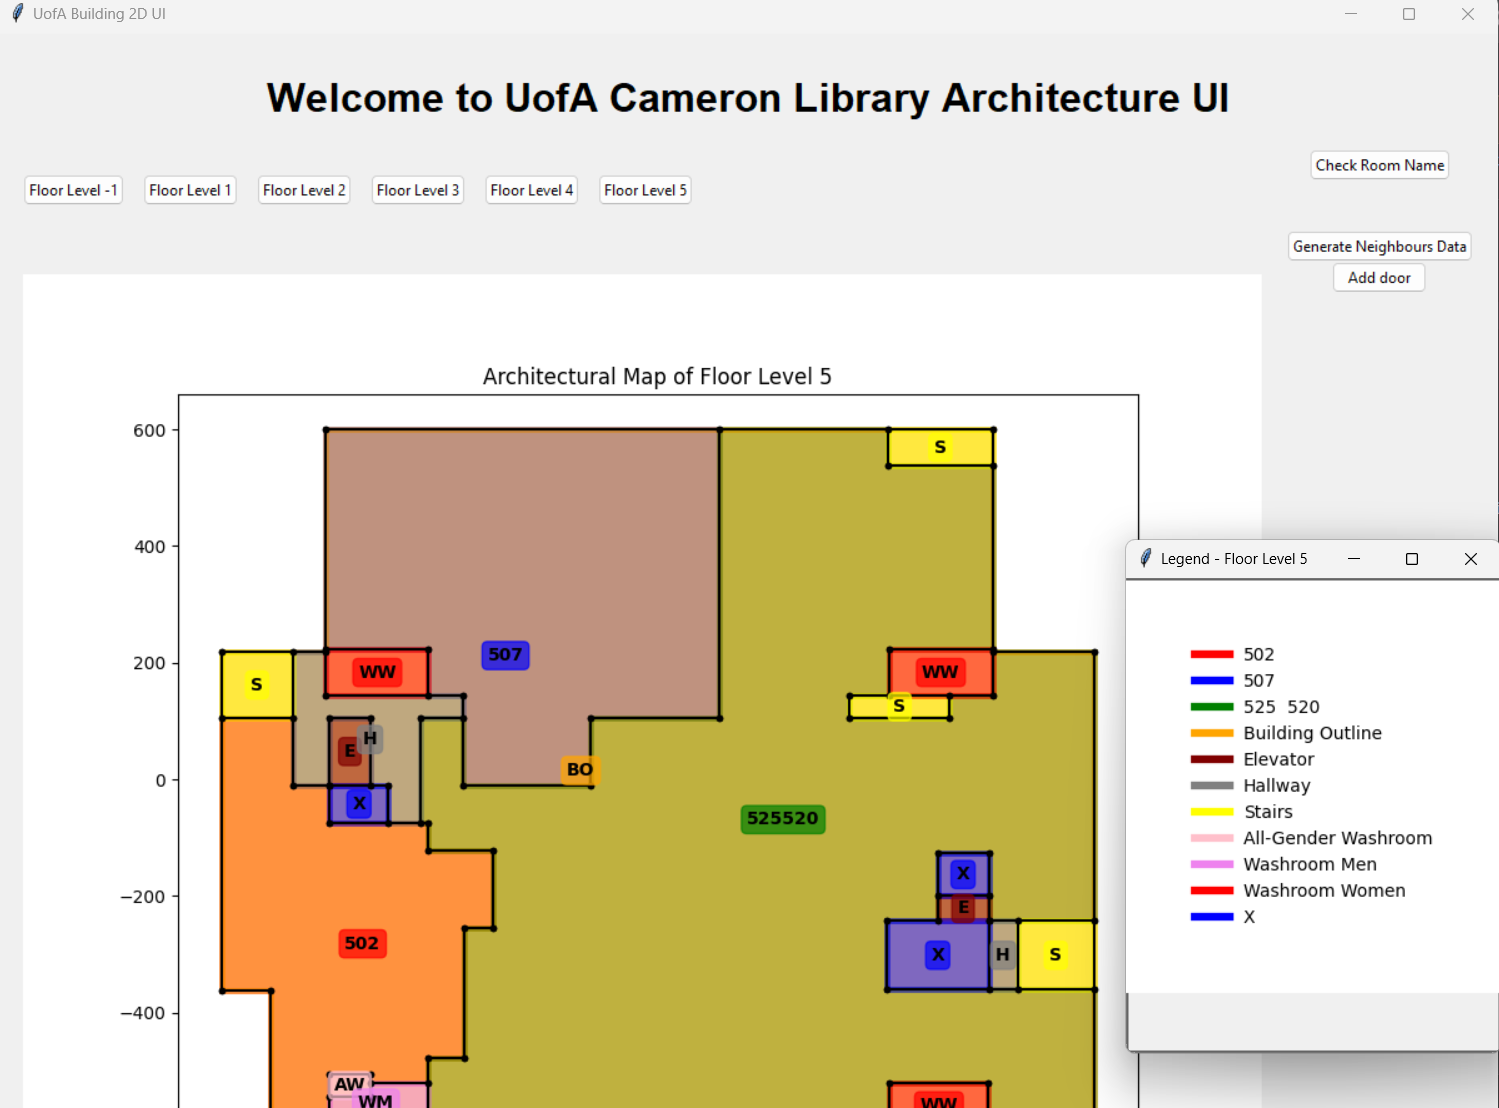 UofA Building 2D UI
Welcome to UofA Cameron Library Architecture UI
Check Room Name
Floor Level -1 Floor Level 1 Floor Level 2 Floor Level 3 Floor Level 4 Floor Level 5
Generate Neighbours Data
Add door
Architectural Map of Floor Level 5
600
S
400
200
507
WW
WW
S
S
H
E
0
BO
X
525520
−200
X
E
502
X
H
S
−400
AW
WM
WW
Legend - Floor Level 5
502
507
525 520
Building Outline
Elevator
Hallway
Stairs
All-Gender Washroom
Washroom Men
Washroom Women
X